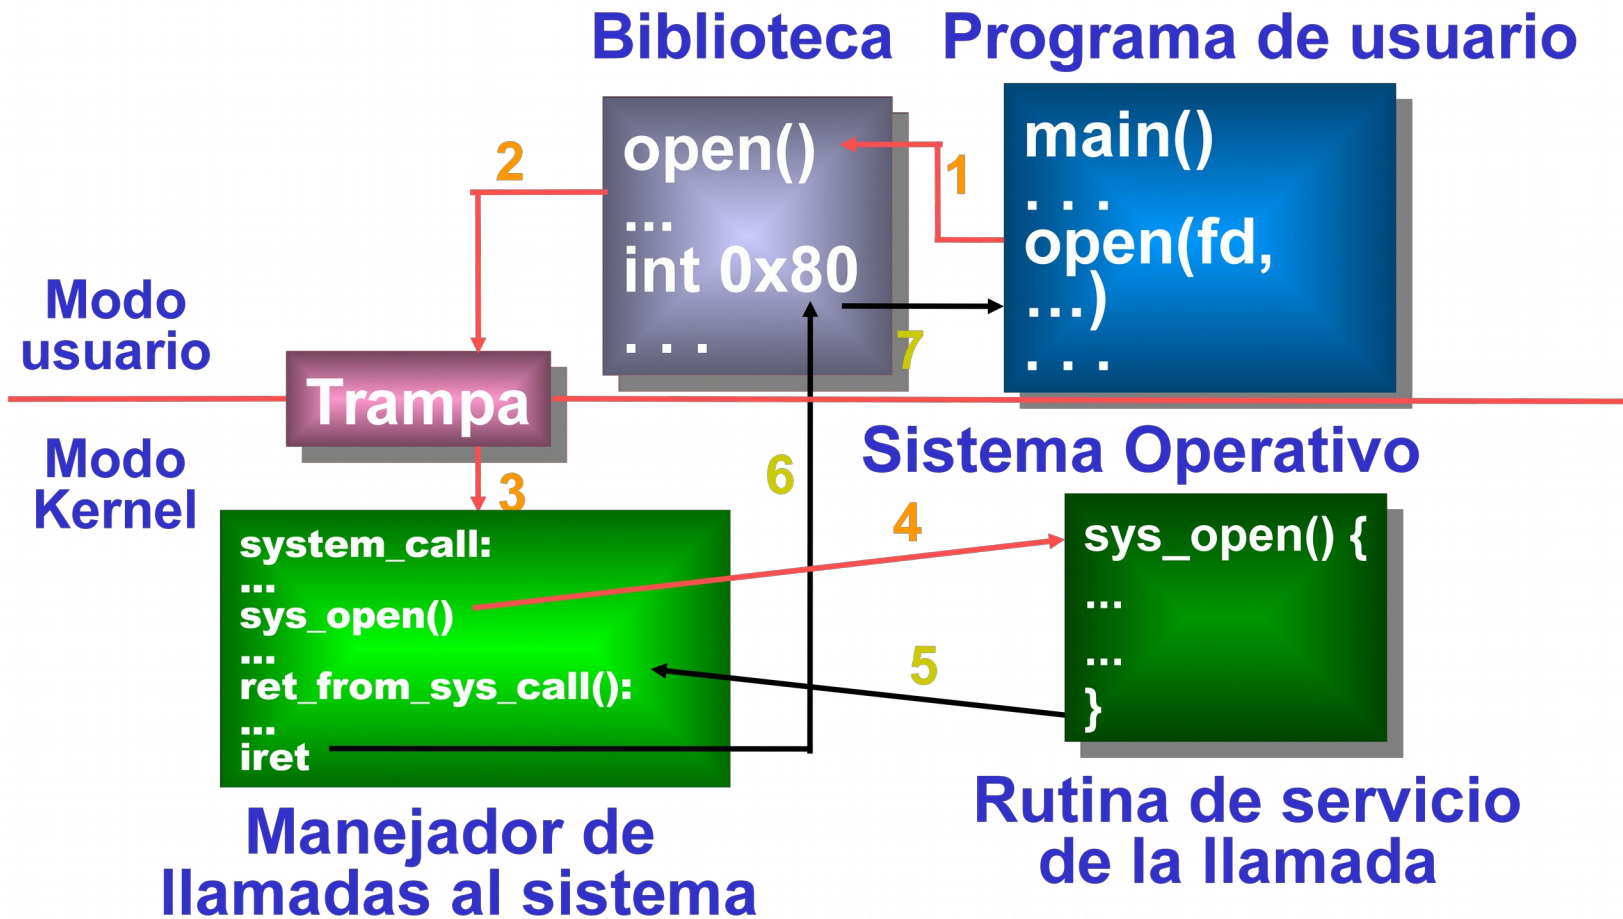 Biblioteca
Programa de usuario
open()
...
int 0x80
. . .
main()
. . .
open(fd,
...)
. . .
1
2
7
Modo
usuario
Trampa
Modo
Kernel
3
6
Sistema Operativo
4
5
system_call:
...
sys_open()
...
ret_from_sys_call():
...
iret
sys_open() {
...
...
}
Manejador de
llamadas al sistema
Rutina de servicio
de la llamada